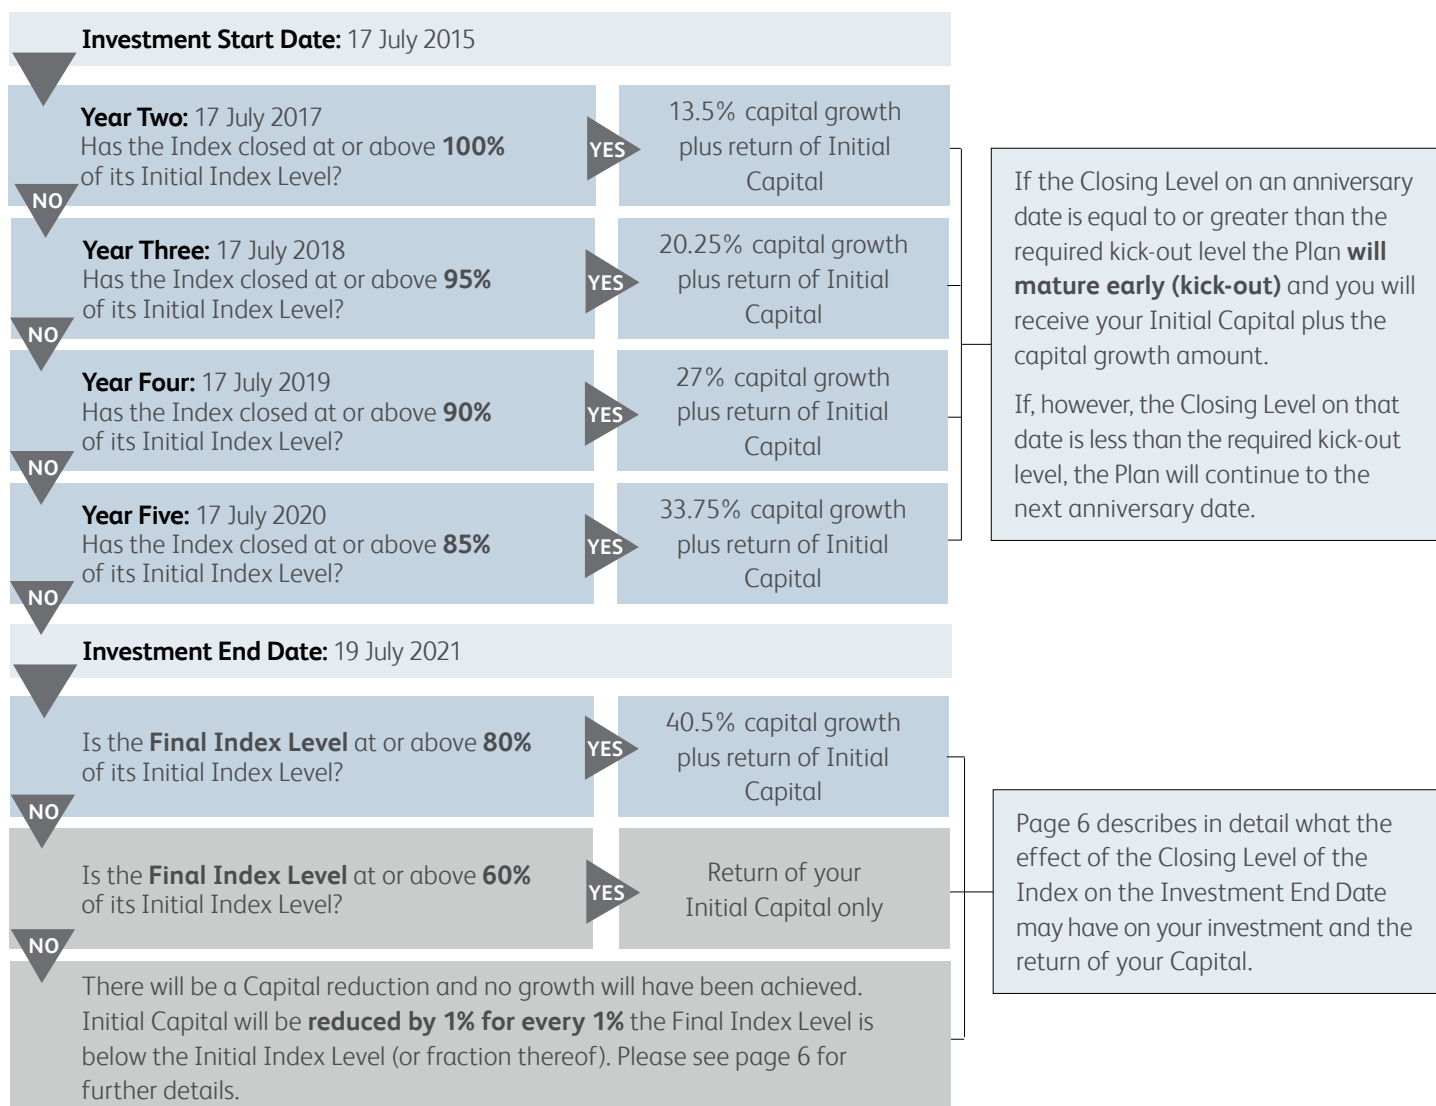 Investment Start Date: 17 July 2015
Year Two: 17 July 2017
Has the Index closed at or above 100%
of its Initial Index Level?
YES
13.5% capital growth
plus return of Initial
Capital
NO
Year Three: 17 July 2018
Has the Index closed at or above 95%
of its Initial Index Level?
YES
20.25% capital growth
plus return of Initial
Capital
NO
Year Four: 17 July 2019
Has the Index closed at or above 90%
of its Initial Index Level?
YES
27% capital growth
plus return of Initial
Capital
NO
Year Five: 17 July 2020
Has the Index closed at or above 85%
of its Initial Index Level?
YES
33.75% capital growth
plus return of Initial
Capital
NO
If the Closing Level on an anniversary
date is equal to or greater than the
required kick-out level the Plan will
mature early (kick-out) and you will
receive your Initial Capital plus the
capital growth amount.
If, however, the Closing Level on that
date is less than the required kick-out
level, the Plan will continue to the
next anniversary date.
Investment End Date: 19 July 2021
Is the Final Index Level at or above 80%
of its Initial Index Level?
YES
40.5% capital growth
plus return of Initial
Capital
NO
Is the Final Index Level at or above 60%
of its Initial Index Level?
YES
Return of your
Initial Capital only
NO
There will be a Capital reduction and no growth will have been achieved.
Initial Capital will be reduced by 1% for every 1% the Final Index Level is
below the Initial Index Level (or fraction thereof). Please see page 6 for
further details.
Page 6 describes in detail what the
effect of the Closing Level of the
Index on the Investment End Date
may have on your investment and the
return of your Capital.